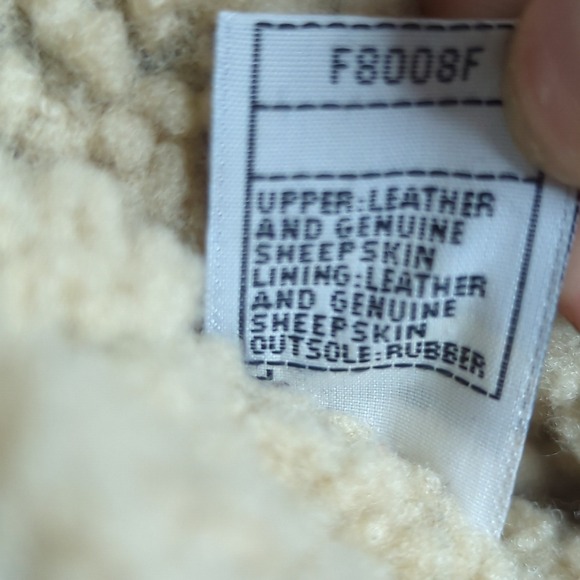 F8008F
UPPER:LEATHER
AND GENUINE
SHEEPSKIN
LINING:LEATHER
AND GENUINE
SHEEPSKIN
OUTSOLE:RUBBER